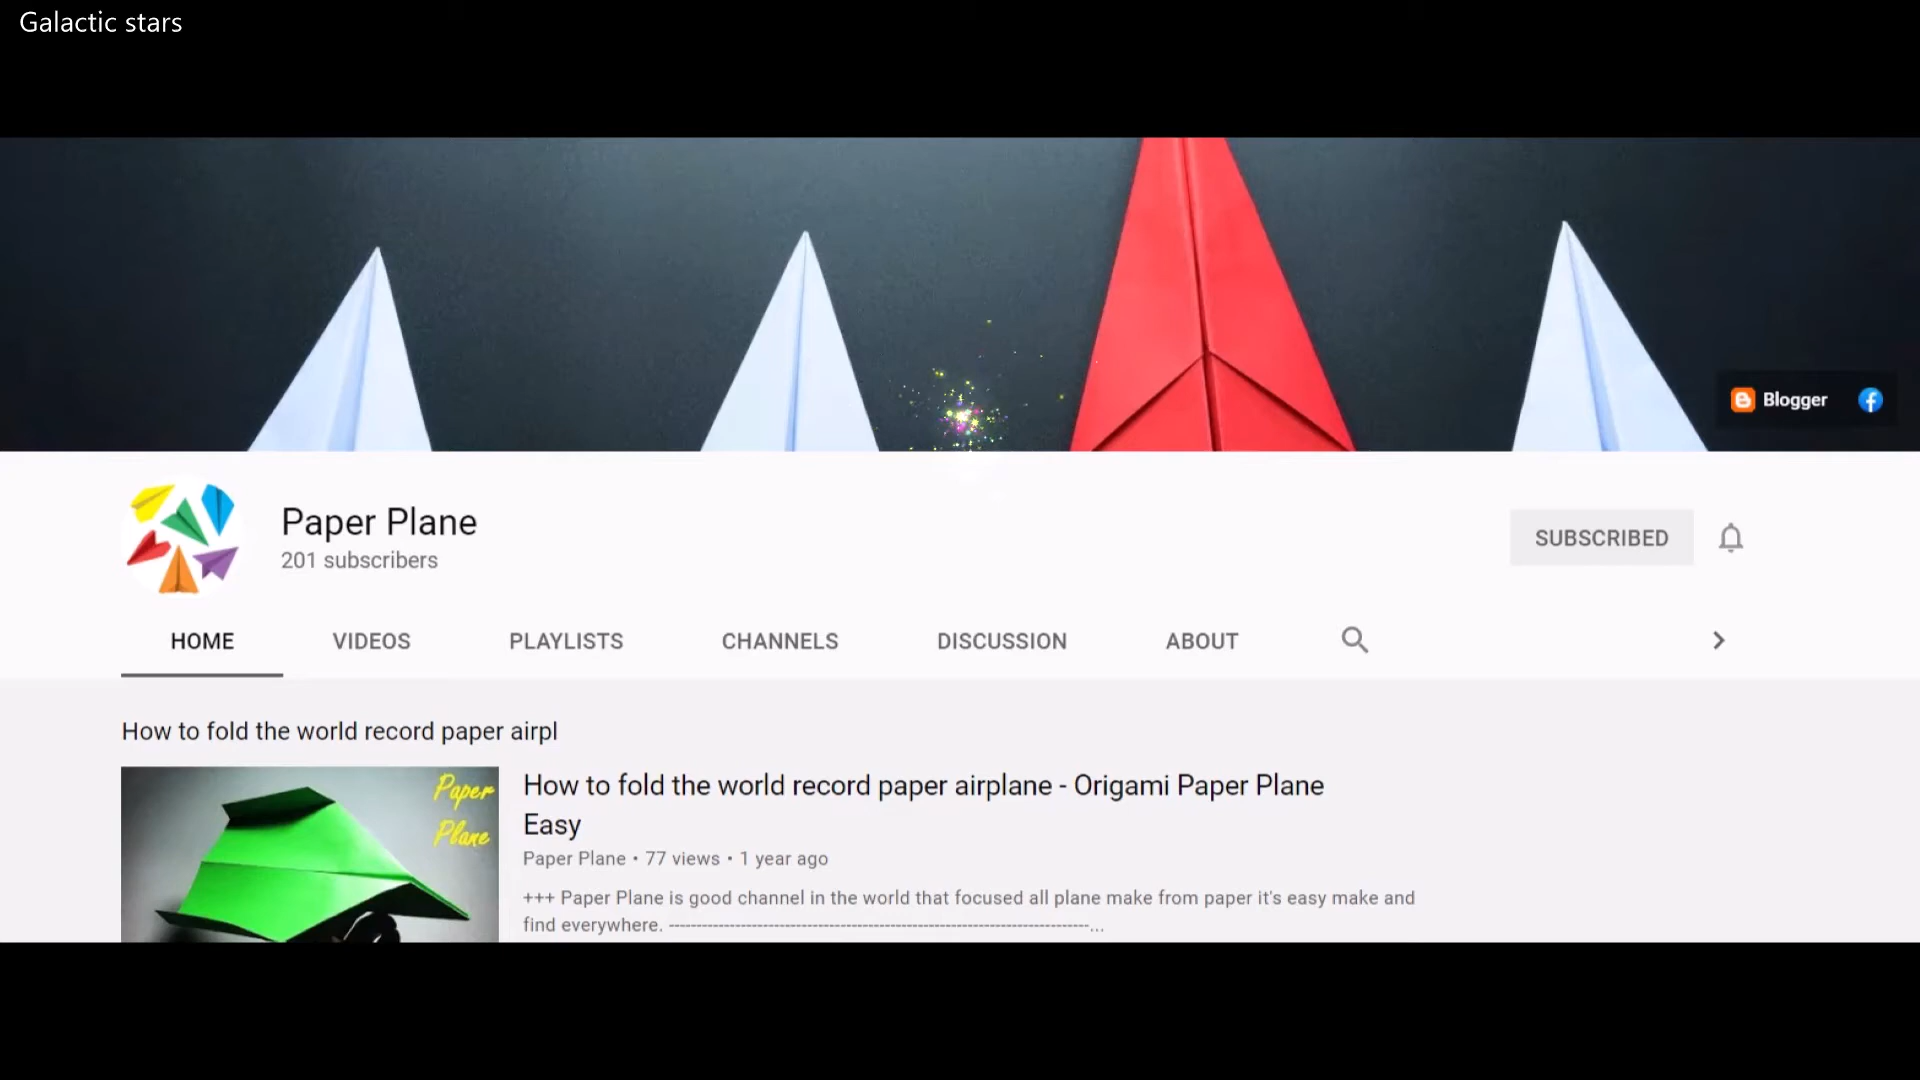 Galactic stars
Blogger
Paper Plane
201 subscribers
SUBSCRIBED
HOME
VIDEOS
PLAYLISTS
CHANNELS
DISCUSSION
ABOUT
How to fold the world record paper airpl
Paper
Plane
How to fold the world record paper airplane - Origami Paper Plane
Easy
Paper Plane • 77 views • 1 year ago
+++ Paper Plane is good channel in the world that focused all plane make from paper it's easy make and
find everywhere. --------------------------------------------------------------------------------...